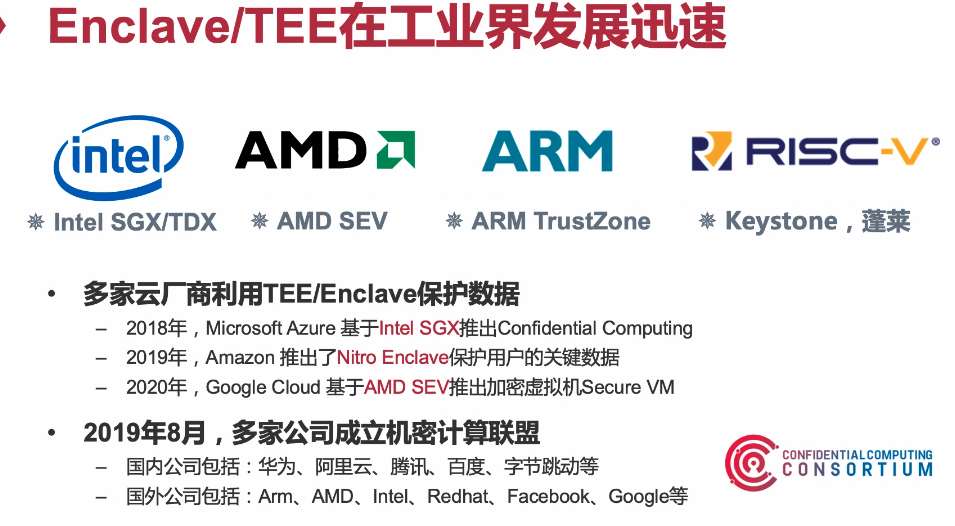 Enclave/TEE在工业界发展迅速
intel®
AMD
ARM
RISC-V®
✵ Intel SGX/TDX
✵ AMD SEV
✵ ARM TrustZone
✵ Keystone，蓬莱
• 多家云厂商利用TEE/Enclave保护数据
– 2018年，Microsoft Azure 基于Intel SGX推出Confidential Computing
– 2019年，Amazon 推出了Nitro Enclave保护用户的关键数据
– 2020年，Google Cloud 基于AMD SEV推出加密虚拟机Secure VM
• 2019年8月，多家公司成立机密计算联盟
– 国内公司包括：华为、阿里云、腾讯、百度、字节跳动等
– 国外公司包括：Arm、AMD、Intel、Redhat、Facebook、Google等
CONFIDENTIAL COMPUTING
CONSORTIUM